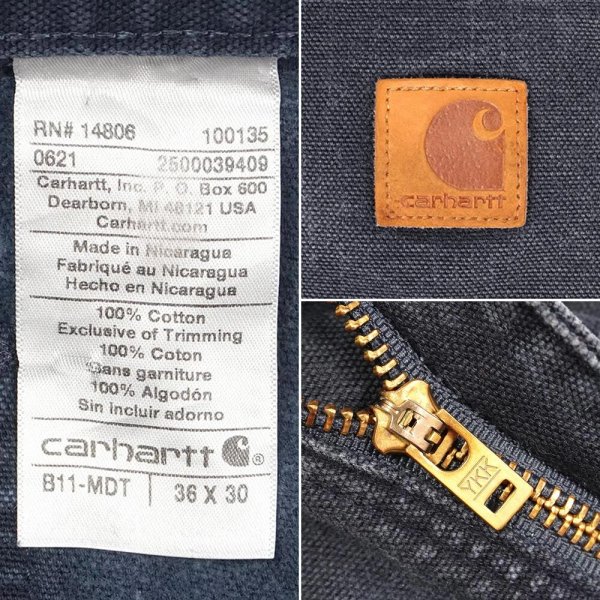 RN# 14806 100135
0621 2500039409
Carhartt, Inc. P. O. Box 600
Dearborn, MI 48121 USA
Carhartt.com
Made in Nicaragua
Fabriqué au Nicaragua
Hecho en Nicaragua
100% Cotton
Exclusive of Trimming
100% Coton
Sans garniture
100% Algodón
Sin incluir adorno
carhartt ®
B11-MDT 36 X 30
carhartt
YKK